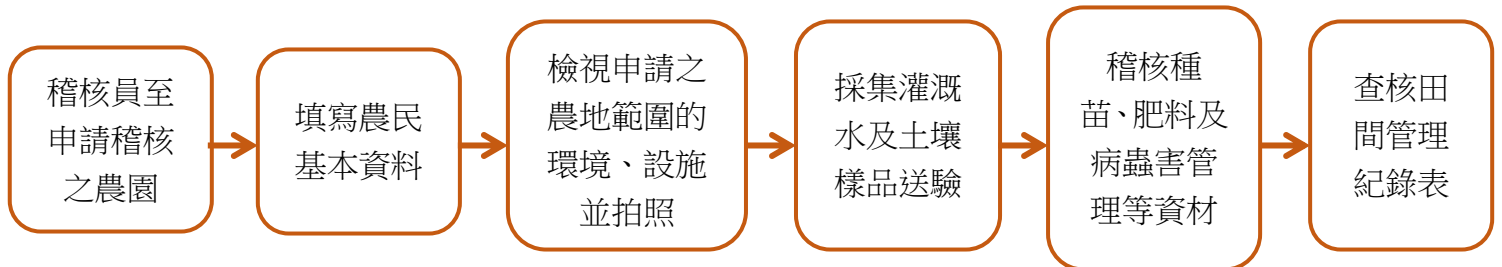 稽核員至
申請稽核
之農園
填寫農民
基本資料
檢視申請之
農地範圍的
環境、設施
並拍照
採集灌溉
水及土壤
樣品送驗
稽核種
苗、肥料及
病蟲害管
理等資材
查核田
間管理
紀錄表